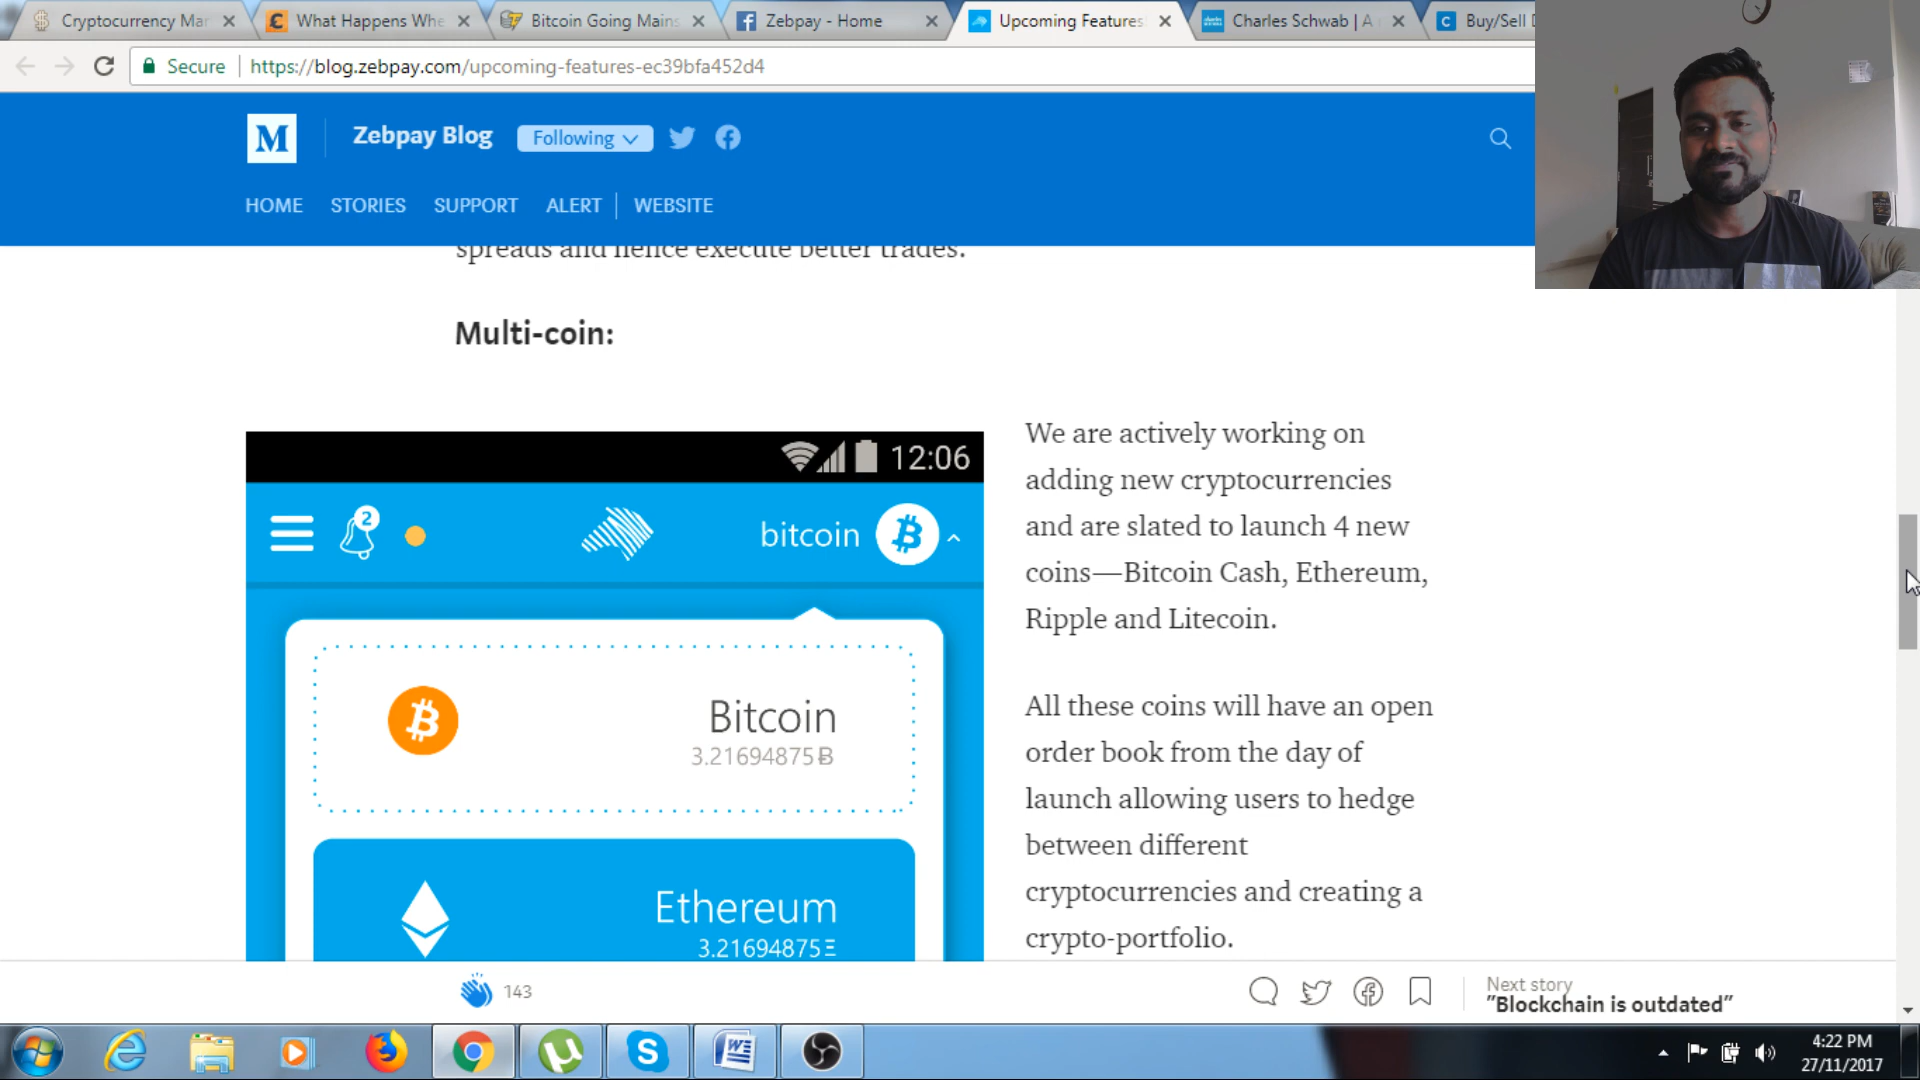 Cryptocurrency Mar
What Happens Whe
Bitcoin Going Mains
Zebpay - Home
Upcoming Features
Charles Schwab | A
Buy/Sell D
Secure
https://blog.zebpay.com/upcoming-features-ec39bfa452d4
M
Zebpay Blog
Following
HOME
STORIES
SUPPORT
ALERT
WEBSITE
spreads and hence execute better trades.
Multi-coin:
12:06
2
bitcoin
Bitcoin
3.21694875Ƀ
Ethereum
3.21694875Ξ
We are actively working on
adding new cryptocurrencies
and are slated to launch 4 new
coins—Bitcoin Cash, Ethereum,
Ripple and Litecoin.
All these coins will have an open
order book from the day of
launch allowing users to hedge
between different
cryptocurrencies and creating a
crypto-portfolio.
143
Next story
"Blockchain is outdated"
4:22 PM
27/11/2017